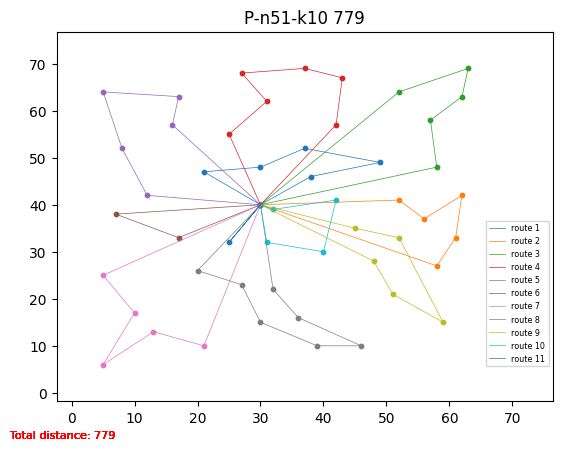 P-n51-k10 779
70
60
50
40
30
20
10
0
0 10 20 30 40 50 60 70
route 1
route 2
route 3
route 4
route 5
route 6
route 7
route 8
route 9
route 10
route 11
Total distance: 779